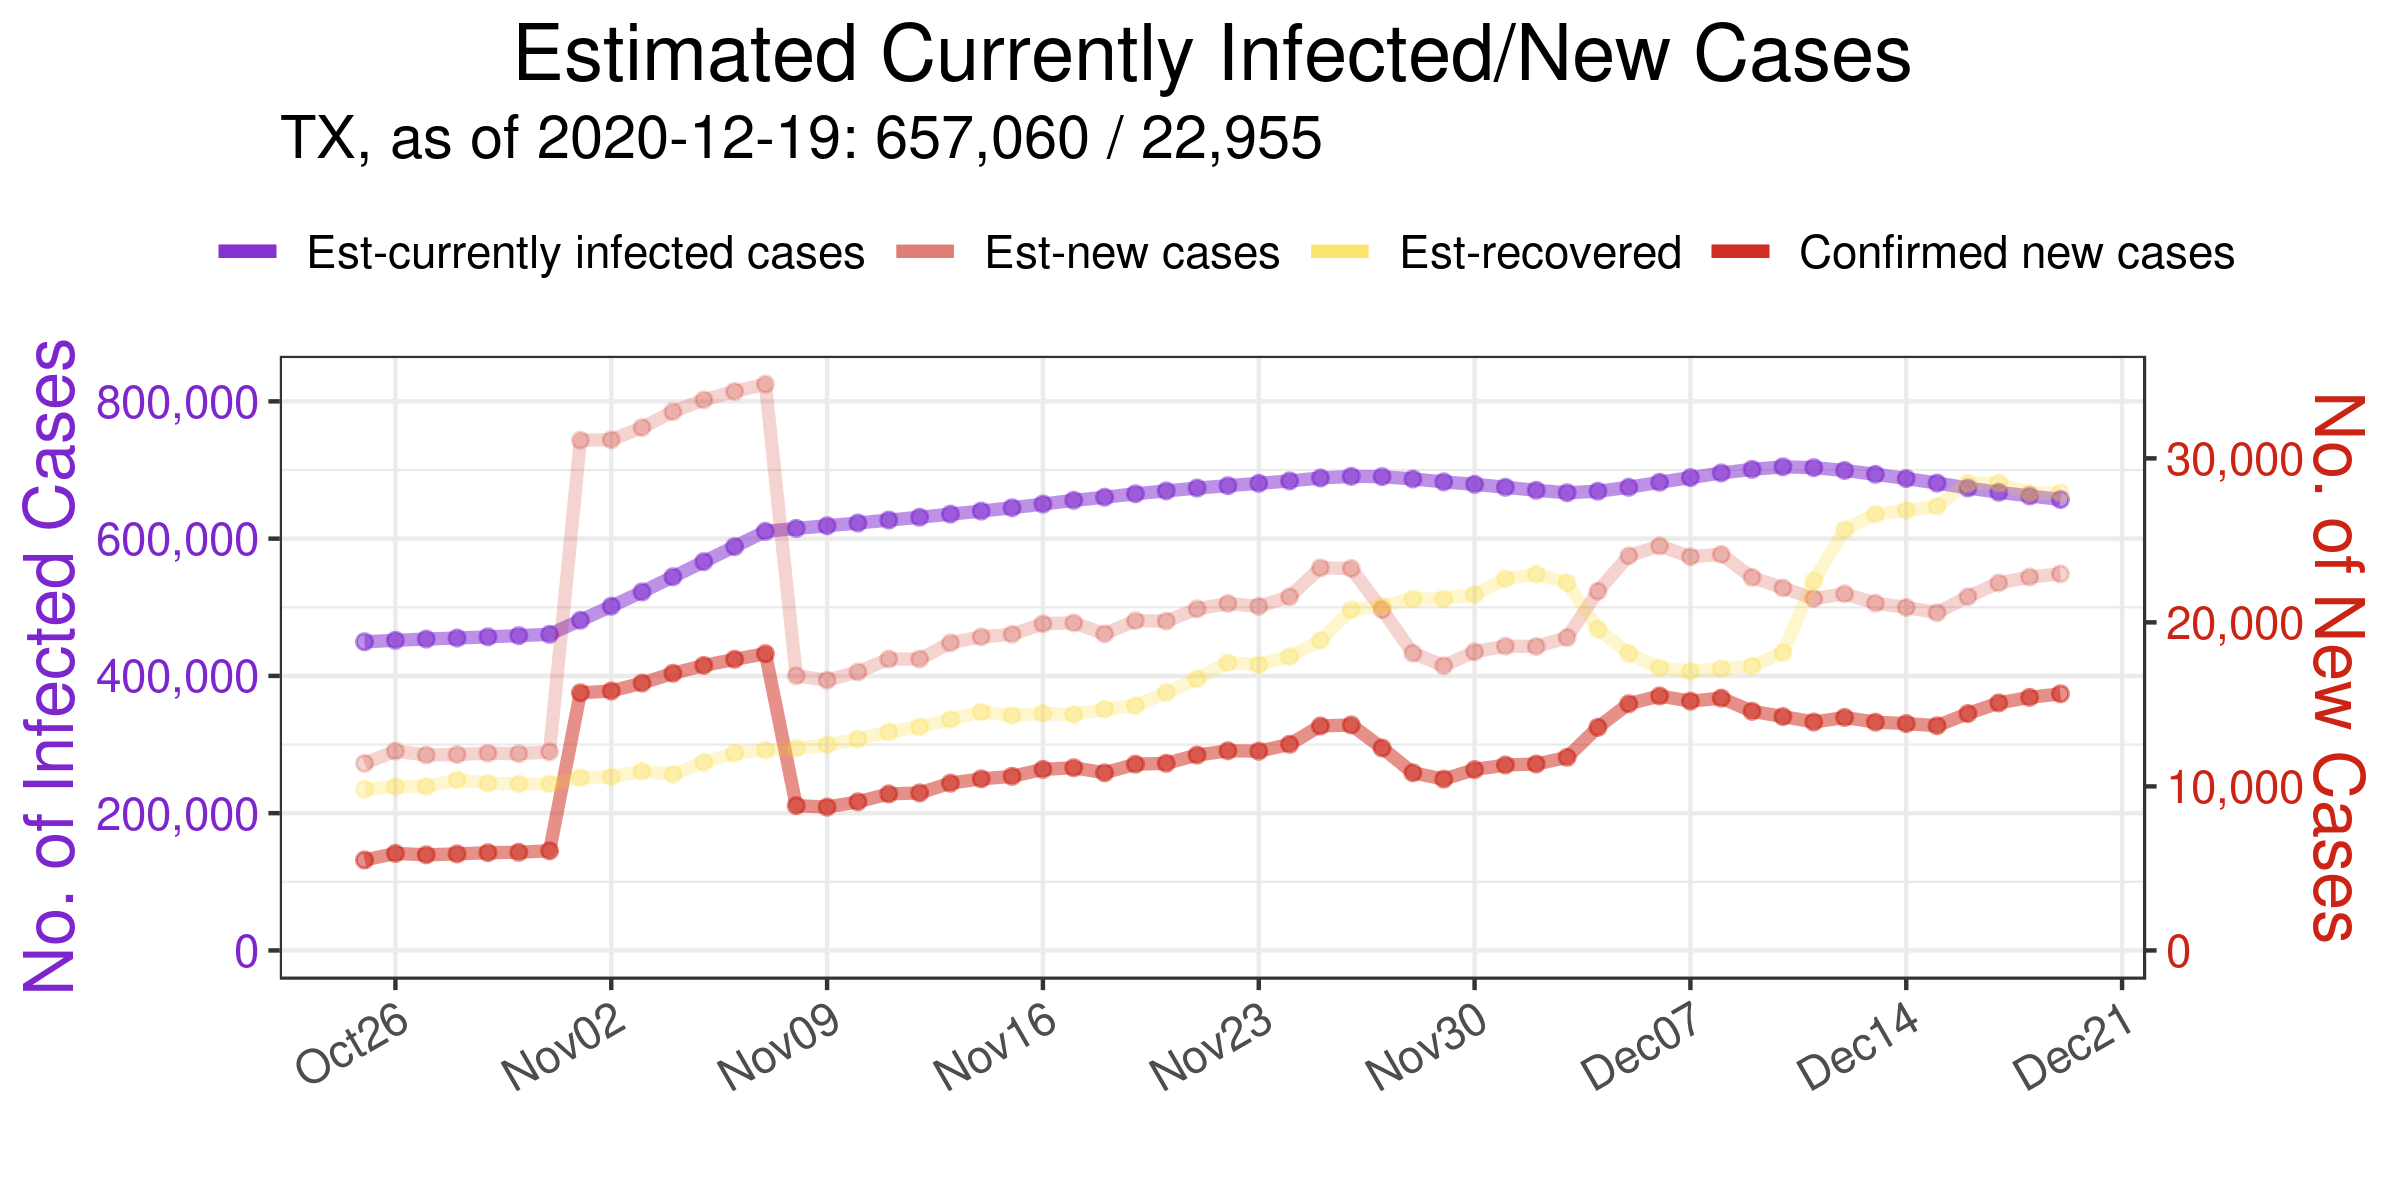 Estimated Currently Infected/New Cases
TX, as of 2020-12-19: 657,060 / 22,955
Est-currently infected cases Est-new cases Est-recovered Confirmed new cases
No. of Infected Cases
800,000
600,000
400,000
200,000
0
30,000
20,000
10,000
0
No. of New Cases
Oct26 Nov02 Nov09 Nov16 Nov23 Nov30 Dec07 Dec14 Dec21